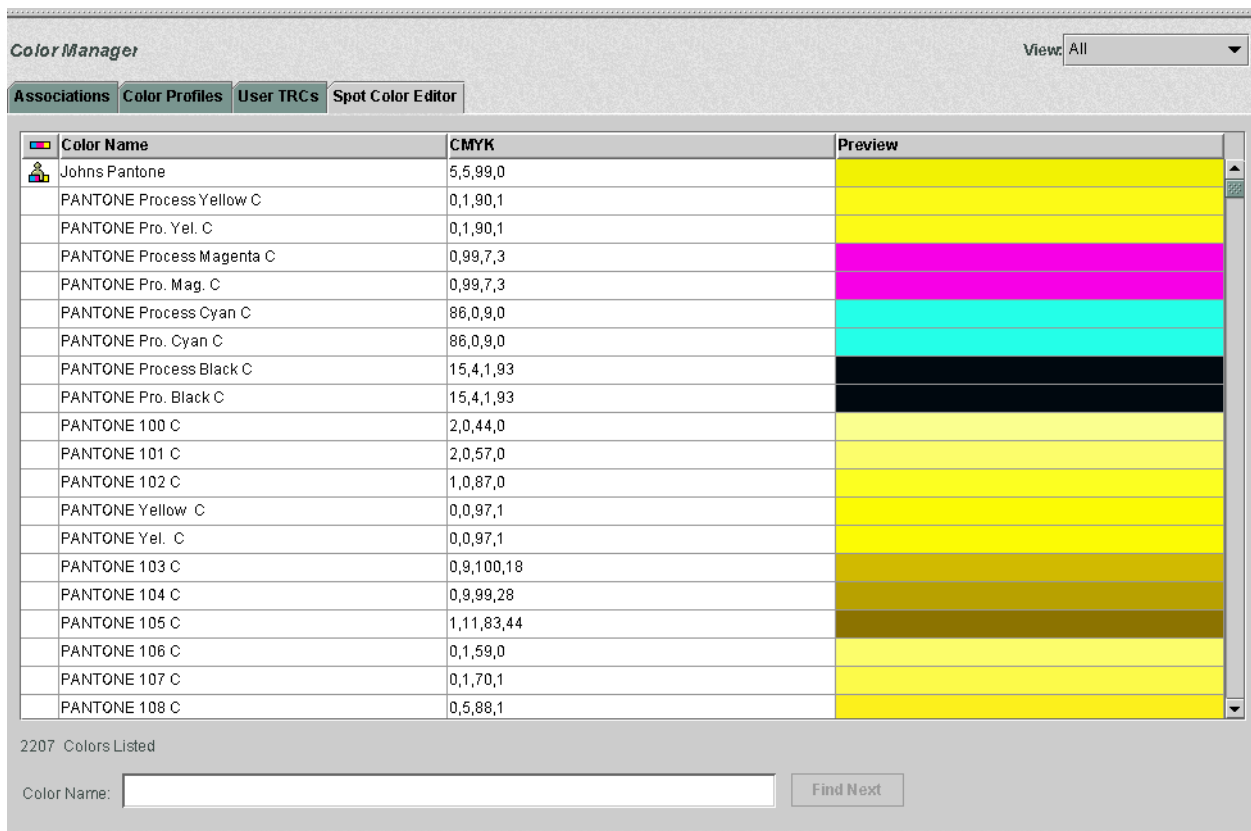 Color Manager View: All
Associations Color Profiles User TRCs Spot Color Editor
Color Name CMYK Preview
Johns Pantone 5,5,99,0
PANTONE Process Yellow C 0,1,90,1
PANTONE Pro. Yel. C 0,1,90,1
PANTONE Process Magenta C 0,99,7,3
PANTONE Pro. Mag. C 0,99,7,3
PANTONE Process Cyan C 86,0,9,0
PANTONE Pro. Cyan C 86,0,9,0
PANTONE Process Black C 15,4,1,93
PANTONE Pro. Black C 15,4,1,93
PANTONE 100 C 2,0,44,0
PANTONE 101 C 2,0,57,0
PANTONE 102 C 1,0,87,0
PANTONE Yellow  C 0,0,97,1
PANTONE Yel.  C 0,0,97,1
PANTONE 103 C 0,9,100,18
PANTONE 104 C 0,9,99,28
PANTONE 105 C 1,11,83,44
PANTONE 106 C 0,1,59,0
PANTONE 107 C 0,1,70,1
PANTONE 108 C 0,5,88,1
2207  Colors Listed
Color Name: Find Next